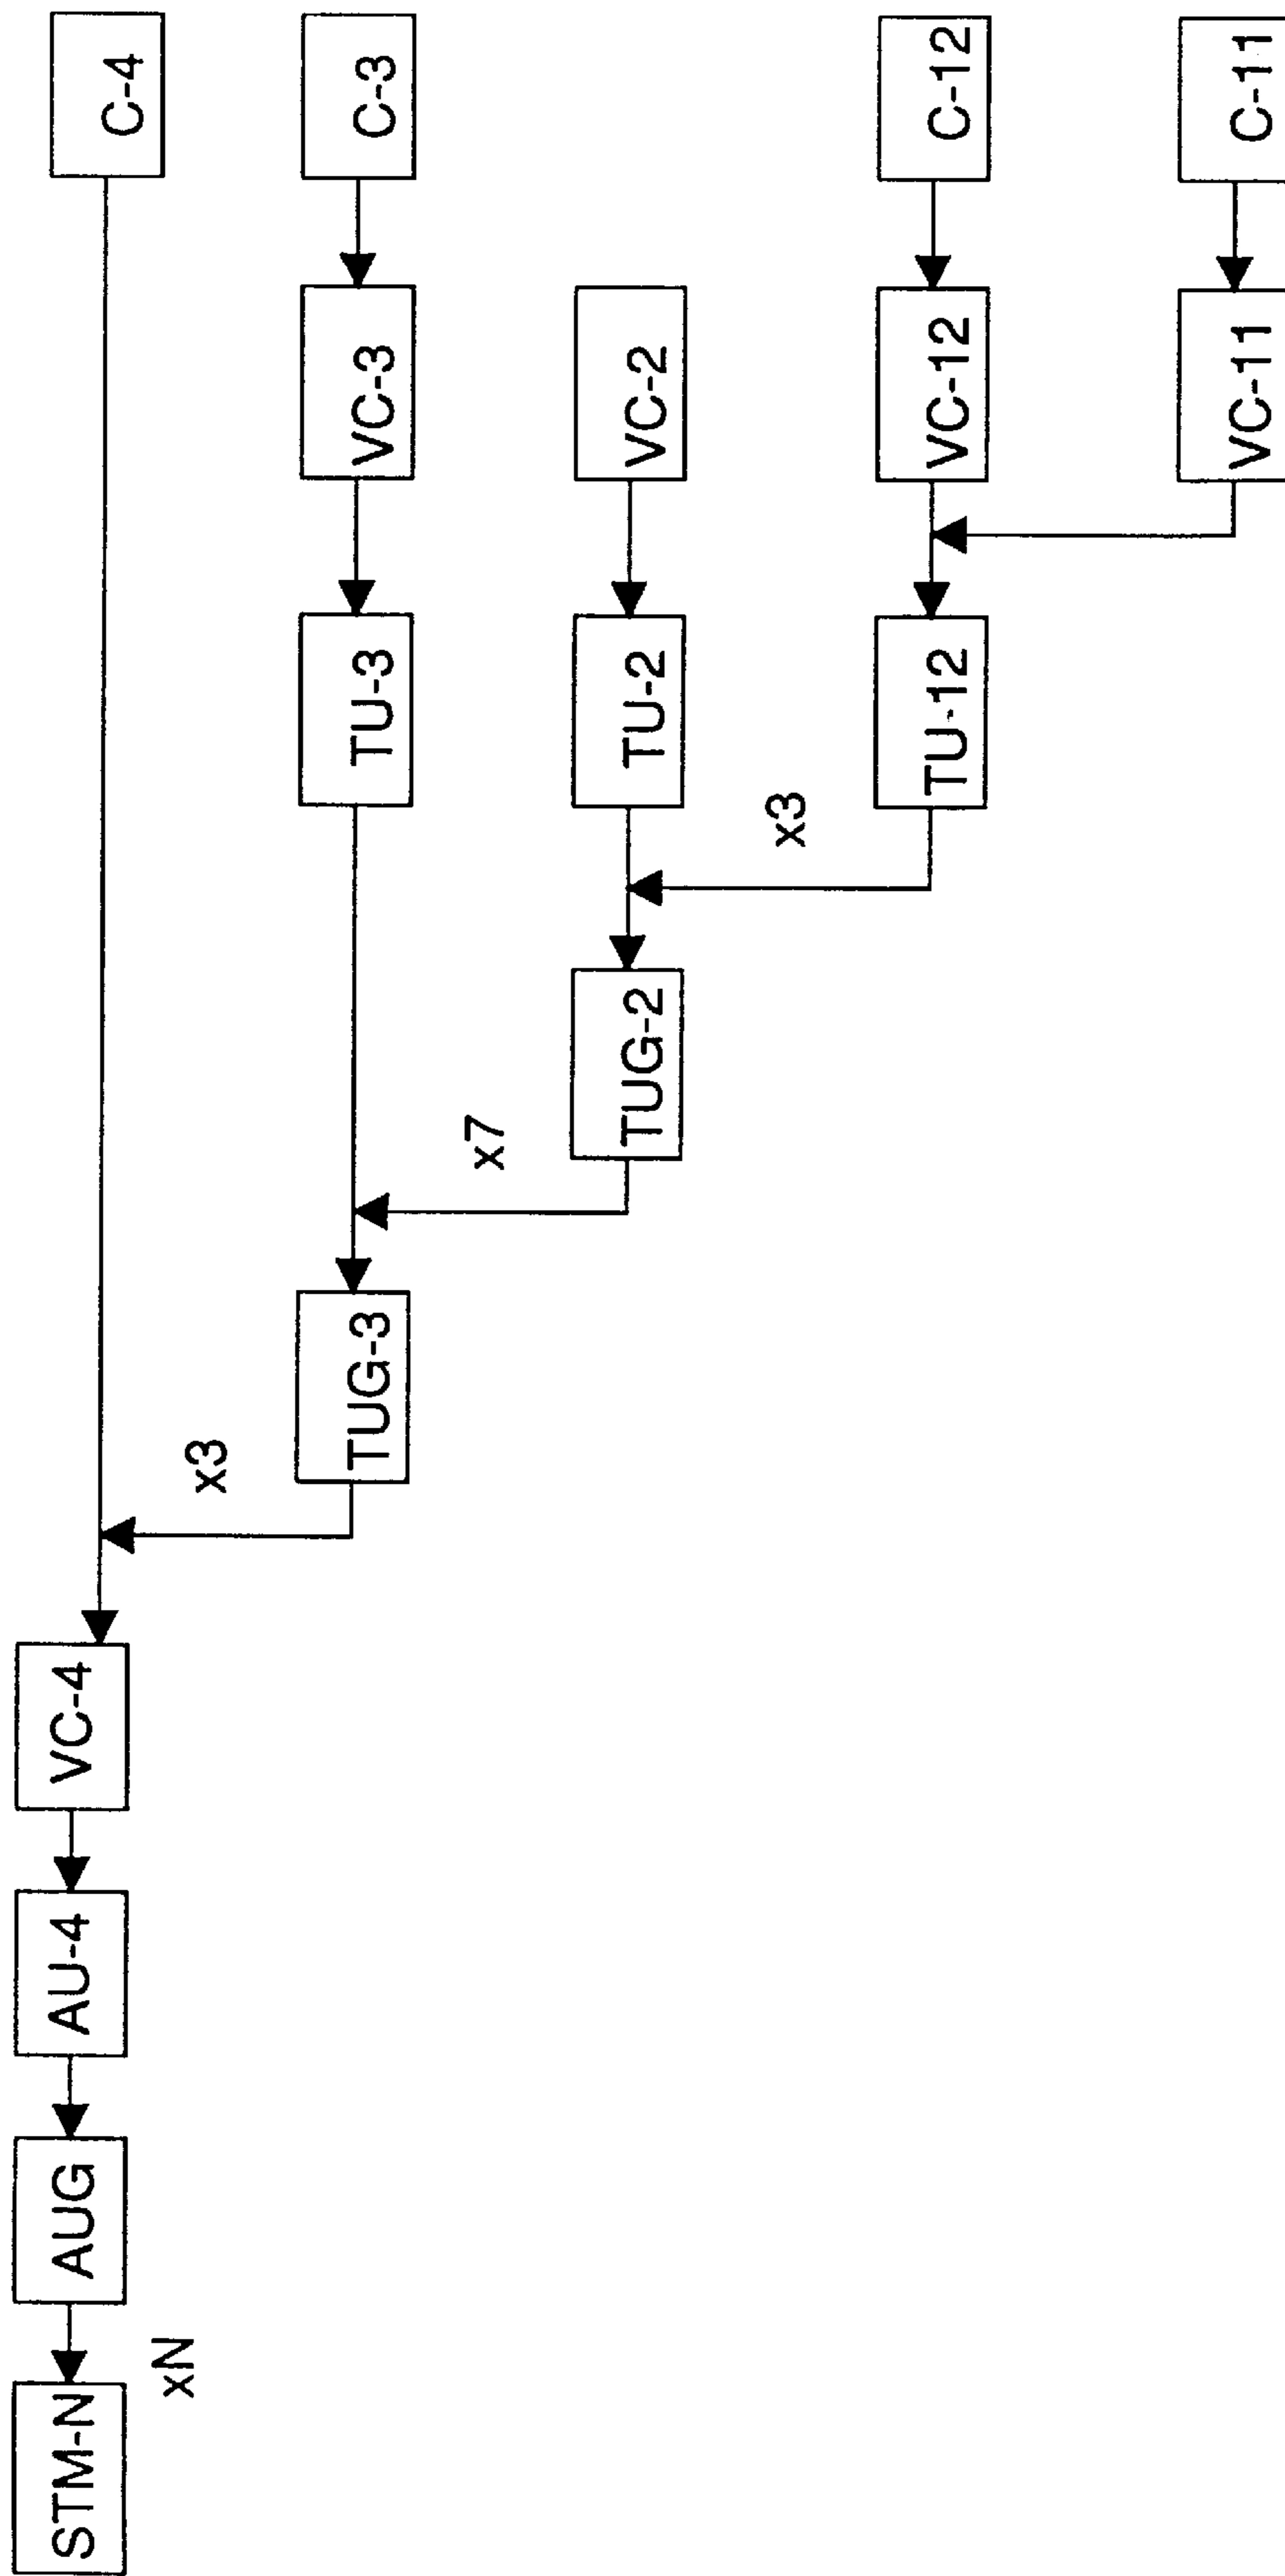 STM-N
xN
AUG
AU-4
VC-4
C-4
x3
TUG-3
TU-3
VC-3
C-3
x7
TUG-2
TU-2
VC-2
x3
TU-12
VC-12
C-12
VC-11
C-11